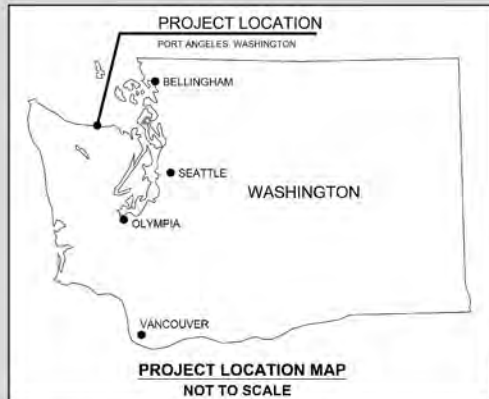 PROJECT LOCATION
PORT ANGELES, WASHINGTON
BELLINGHAM
SEATTLE
WASHINGTON
OLYMPIA
VANCOUVER
PROJECT LOCATION MAP
NOT TO SCALE